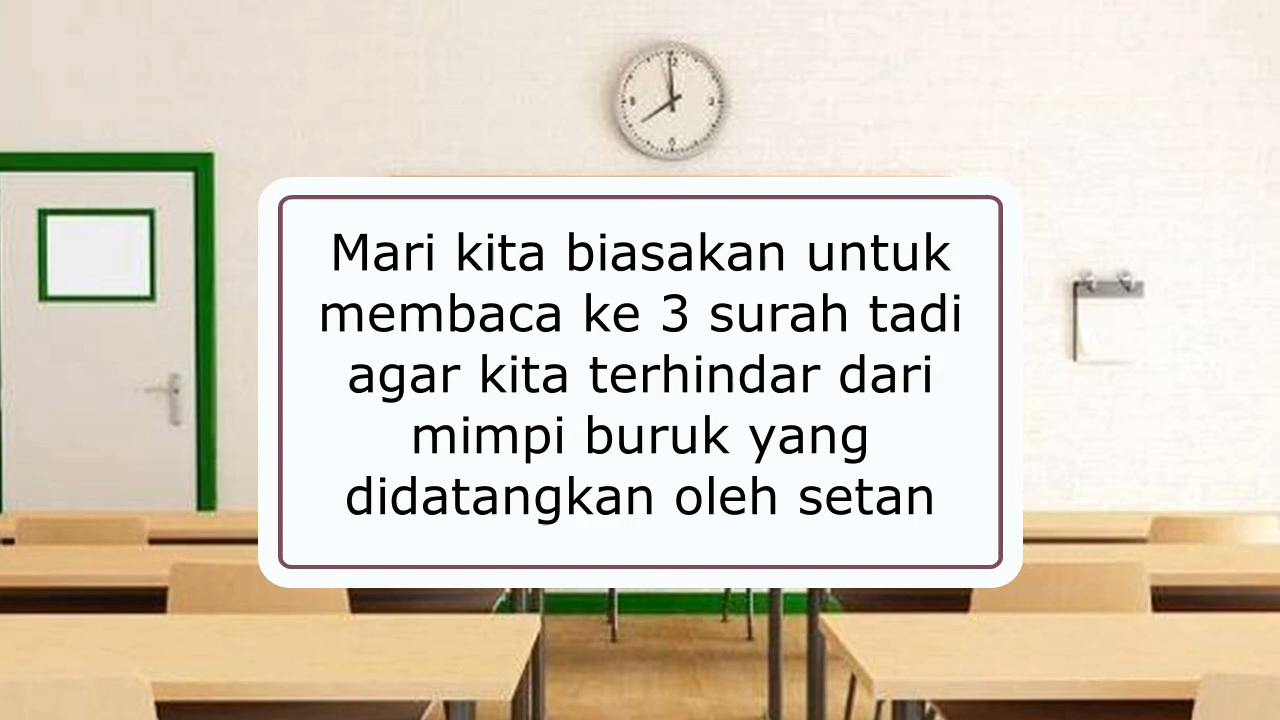 Mari kita biasakan untuk
membaca ke 3 surah tadi
agar kita terhindar dari
mimpi buruk yang
didatangkan oleh setan